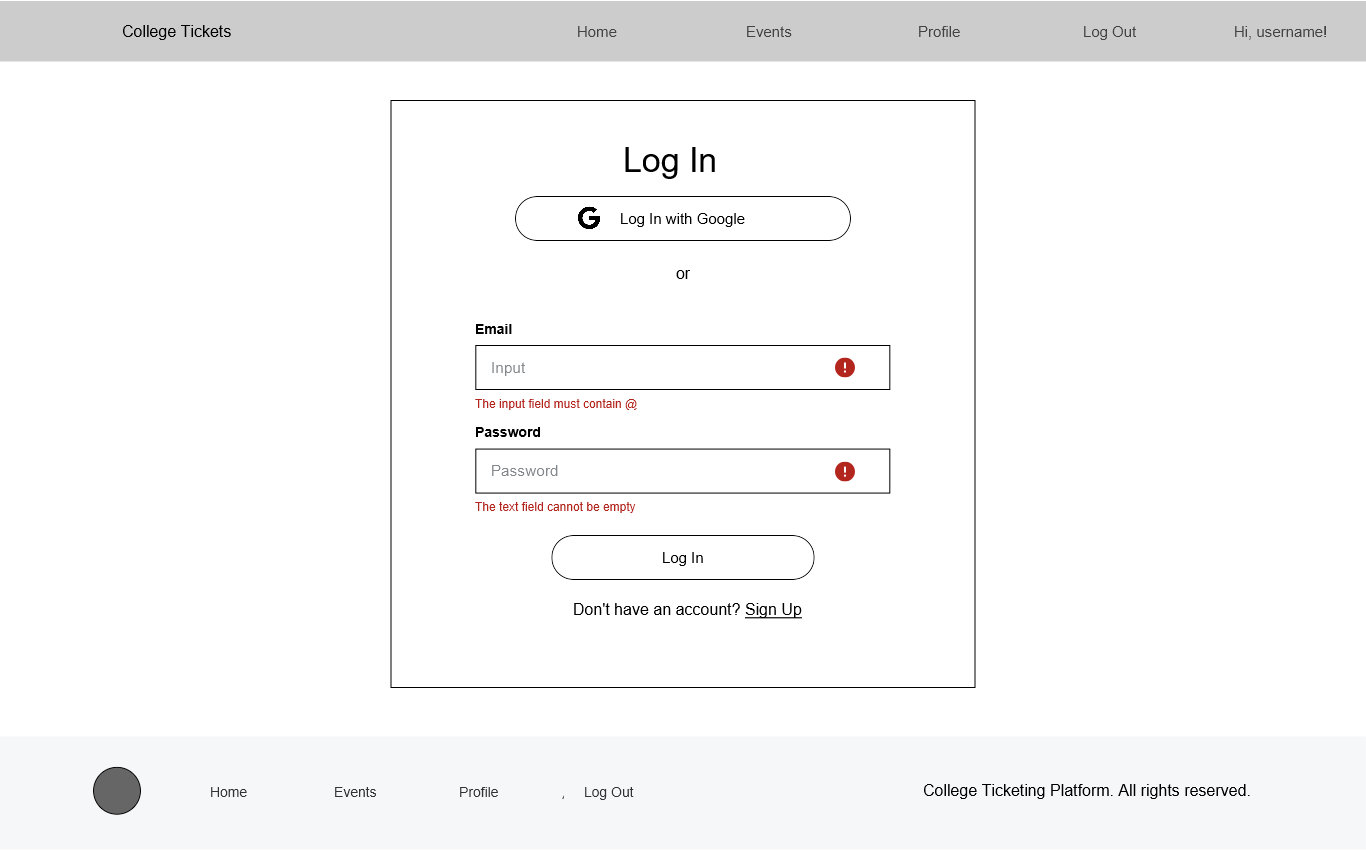 College Tickets Home Events Profile Log Out Hi, username!
Log In
G Log In with Google
or
Email
Input !
The input field must contain @
Password
Password !
The text field cannot be empty
Log In
Don't have an account? Sign Up
Home Events Profile , Log Out College Ticketing Platform. All rights reserved.